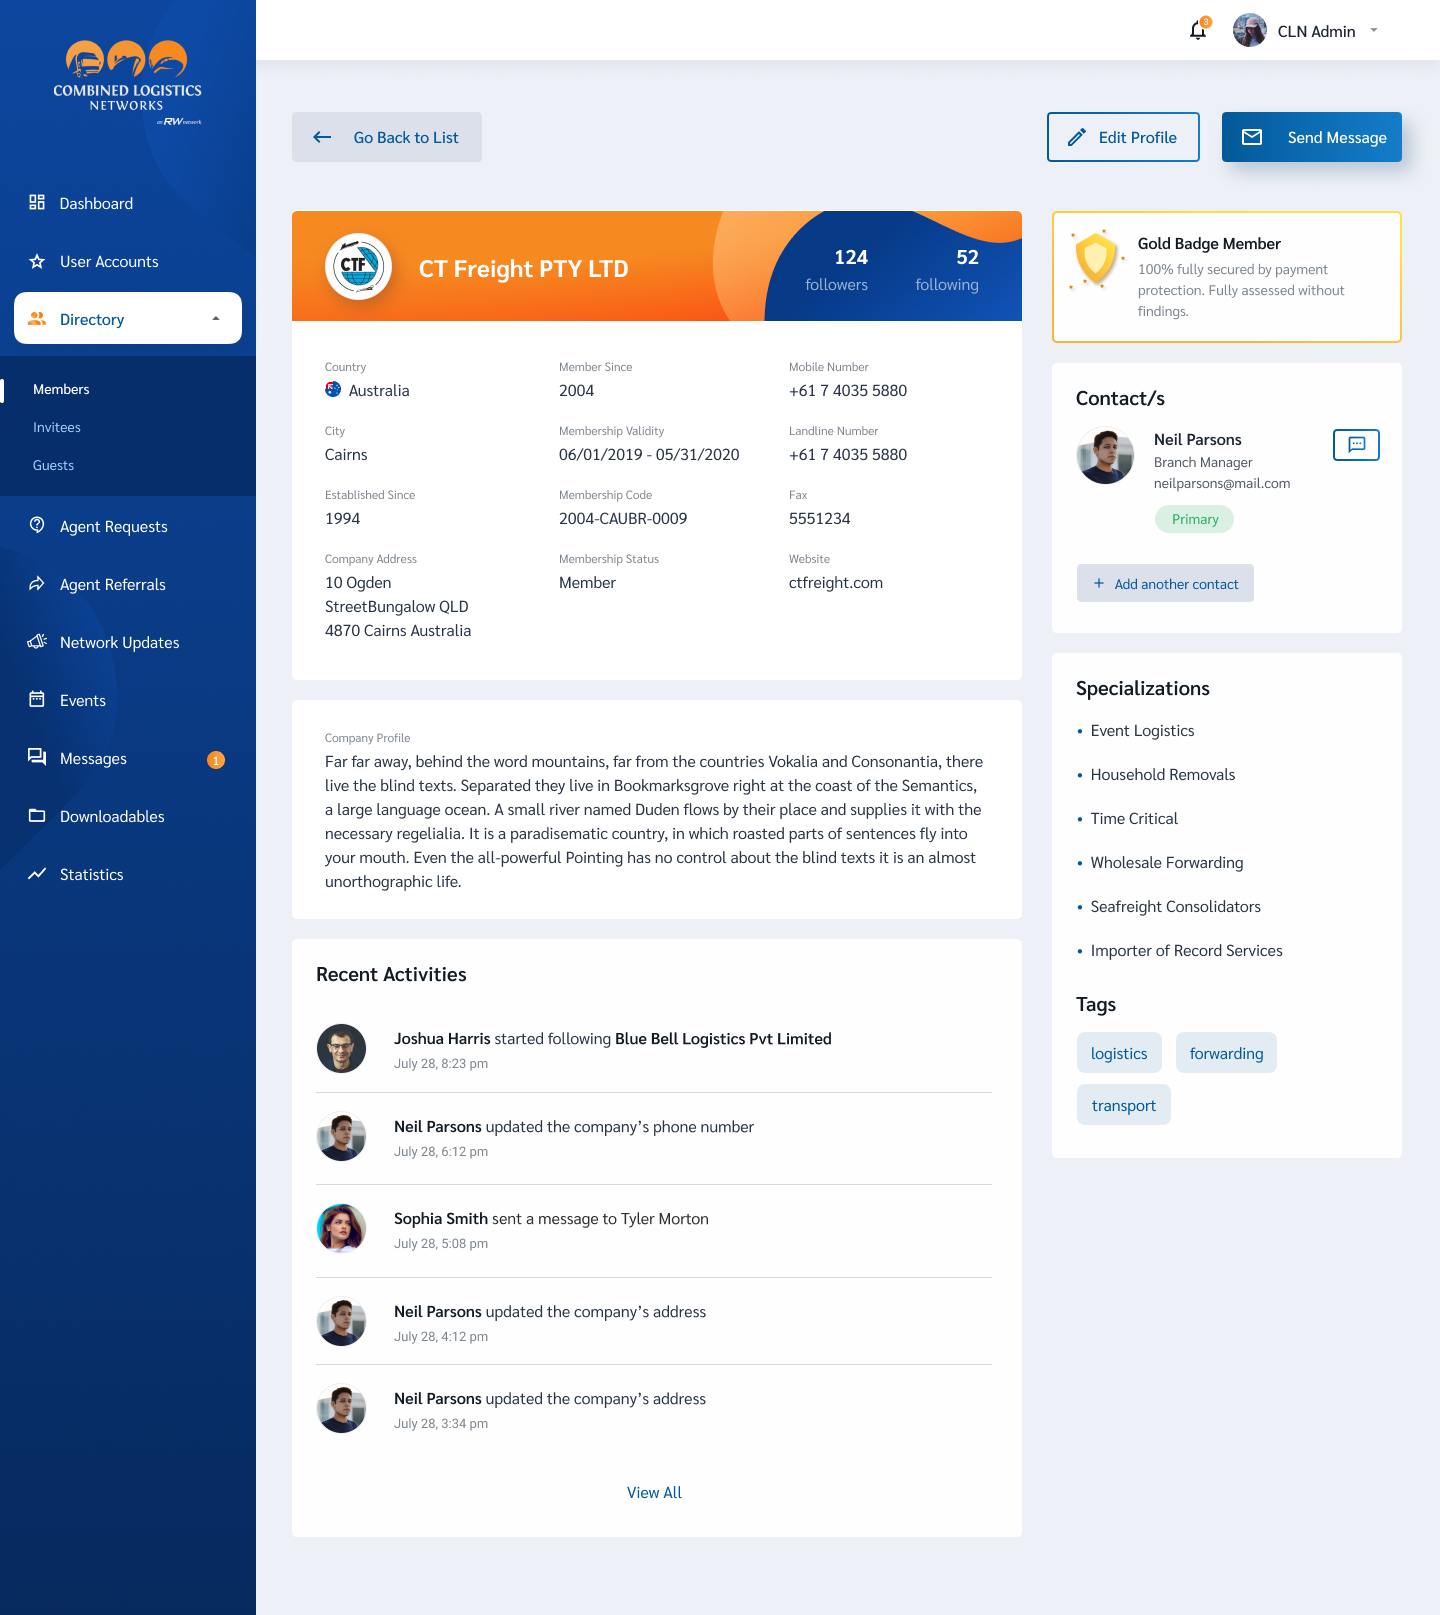 COMBINED LOGISTICS
NETWORKS
an RW network
Dashboard
User Accounts
Directory
Members
Invitees
Guests
Agent Requests
Agent Referrals
Network Updates
Events
Messages
1
Downloadables
Statistics
3
CLN Admin
Go Back to List
Edit Profile
Send Message
CTF
CT Freight PTY LTD
124
followers
52
following
Country
Australia
City
Cairns
Established Since
1994
Company Address
10 Ogden
StreetBungalow QLD
4870 Cairns Australia
Member Since
2004
Membership Validity
06/01/2019 - 05/31/2020
Membership Code
2004-CAUBR-0009
Membership Status
Member
Mobile Number
+61 7 4035 5880
Landline Number
+61 7 4035 5880
Fax
5551234
Website
ctfreight.com
Company Profile
Far far away, behind the word mountains, far from the countries Vokalia and Consonantia, there
live the blind texts. Separated they live in Bookmarksgrove right at the coast of the Semantics,
a large language ocean. A small river named Duden flows by their place and supplies it with the
necessary regelialia. It is a paradisematic country, in which roasted parts of sentences fly into
your mouth. Even the all-powerful Pointing has no control about the blind texts it is an almost
unorthographic life.
Recent Activities
Joshua Harris started following Blue Bell Logistics Pvt Limited
July 28, 8:23 pm
Neil Parsons updated the company’s phone number
July 28, 6:12 pm
Sophia Smith sent a message to Tyler Morton
July 28, 5:08 pm
Neil Parsons updated the company’s address
July 28, 4:12 pm
Neil Parsons updated the company’s address
July 28, 3:34 pm
View All
Gold Badge Member
100% fully secured by payment
protection. Fully assessed without
findings.
Contact/s
Neil Parsons
Branch Manager
neilparsons@mail.com
Primary
Add another contact
Specializations
• Event Logistics
• Household Removals
• Time Critical
• Wholesale Forwarding
• Seafreight Consolidators
• Importer of Record Services
Tags
logistics
forwarding
transport